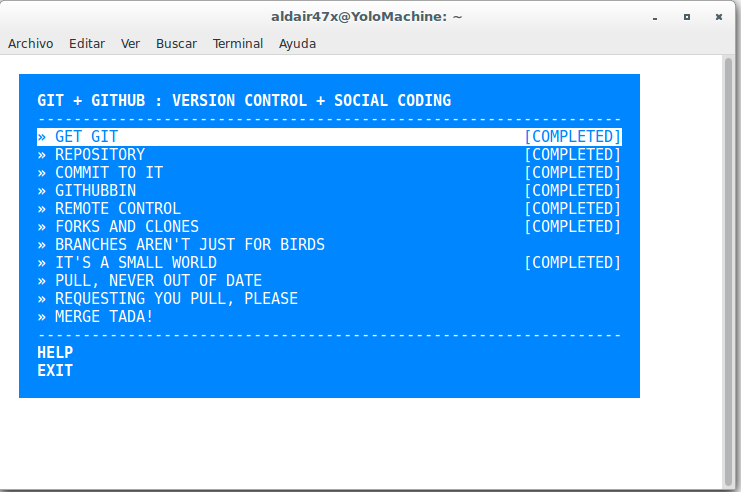 aldair47x@YoloMachine: ~
Archivo Editar Ver Buscar Terminal Ayuda
GIT + GITHUB : VERSION CONTROL + SOCIAL CODING
-----------------------------------------------------------------
» GET GIT [COMPLETED]
» REPOSITORY [COMPLETED]
» COMMIT TO IT [COMPLETED]
» GITHUBBIN [COMPLETED]
» REMOTE CONTROL [COMPLETED]
» FORKS AND CLONES [COMPLETED]
» BRANCHES AREN'T JUST FOR BIRDS
» IT'S A SMALL WORLD [COMPLETED]
» PULL, NEVER OUT OF DATE
» REQUESTING YOU PULL, PLEASE
» MERGE TADA!
-----------------------------------------------------------------
HELP
EXIT